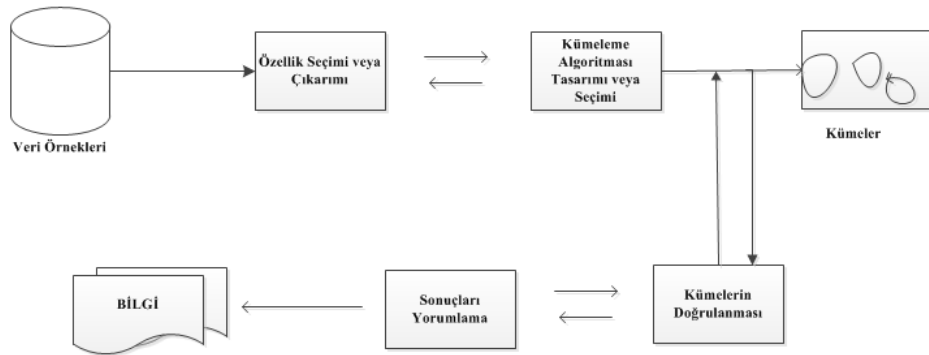 Özellik Seçimi veya
Çıkarımı
Kümeleme
Algoritması
Tasarımı veya
Seçimi
Veri Örnekleri
Kümeler
BİLGİ
Sonuçları
Yorumlama
Kümelerin
Doğrulanması